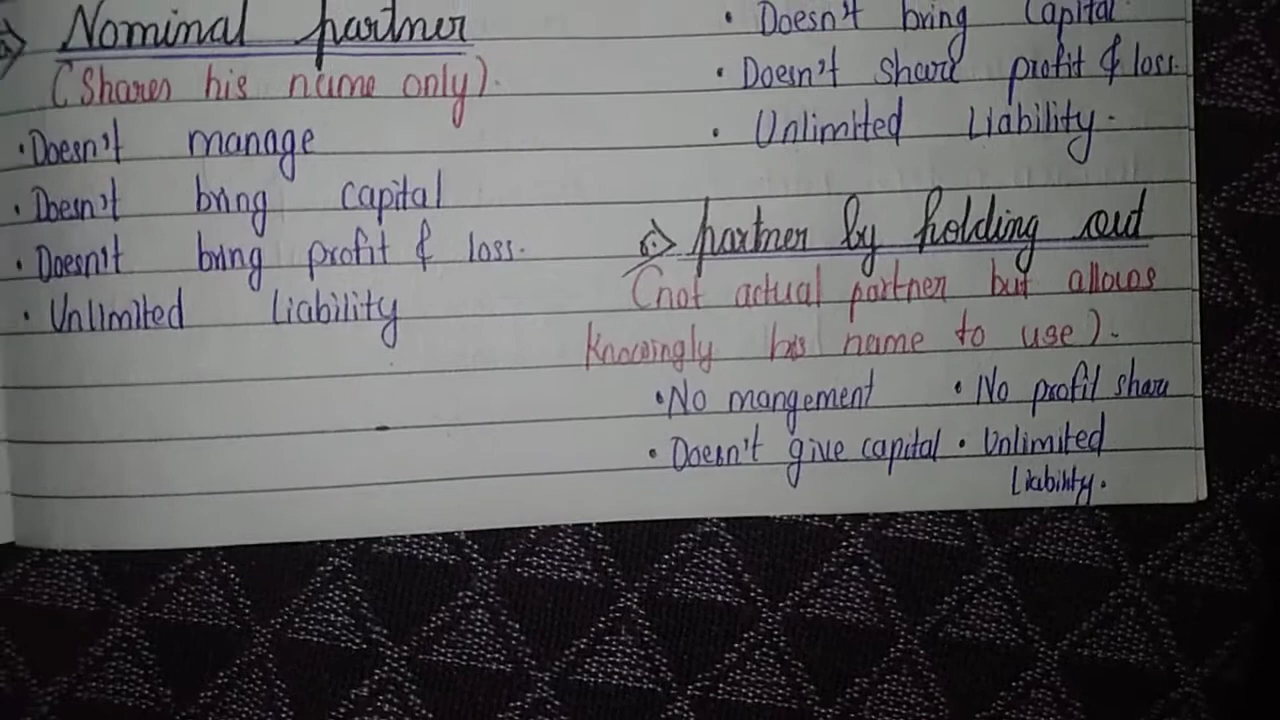 Nominal partner
(Shares his name only).
• Doesn't manage
• Doesn't bring capital
• Doesn't bring profit & loss.
• Unlimited Liability
• Doesn't bring Capital
• Doesn't share profit & loss.
• Unlimited Liability.
6.) partner by holding out
(not actual partner but allows
Knowingly his name to use).
• No mangement • No profit share
• Doesn't give capital • Unlimited
Liability.